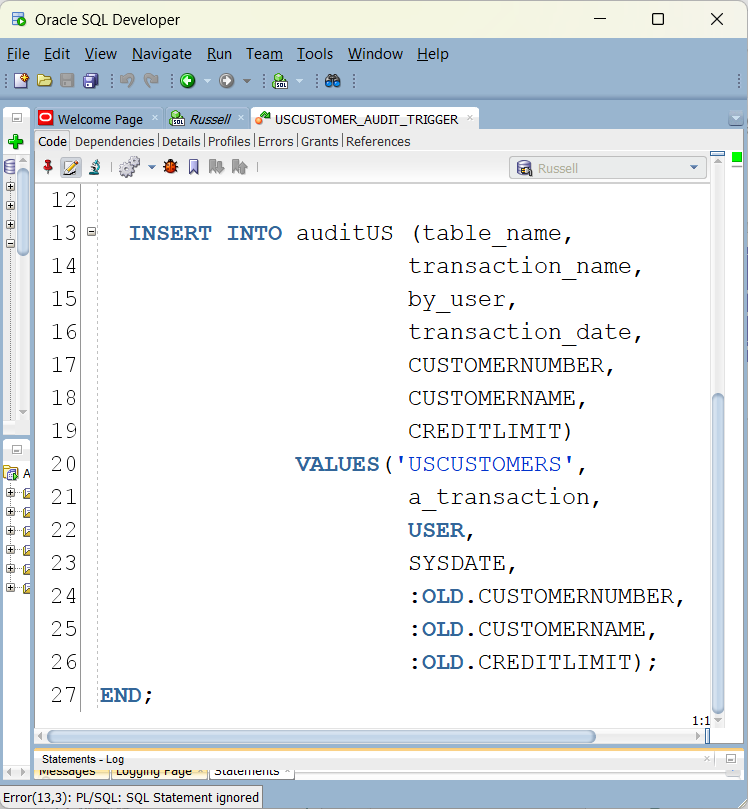 Oracle SQL Developer
File Edit View Navigate Run Team Tools Window Help
Welcome Page Russell USCUSTOMER_AUDIT_TRIGGER
Code Dependencies Details Profiles Errors Grants References
Russell
12
13 INSERT INTO auditUS (table_name,
14 transaction_name,
15 by_user,
16 transaction_date,
17 CUSTOMERNUMBER,
18 CUSTOMERNAME,
19 CREDITLIMIT)
20 VALUES('USCUSTOMERS',
21 a_transaction,
22 USER,
23 SYSDATE,
24 :OLD.CUSTOMERNUMBER,
25 :OLD.CUSTOMERNAME,
26 :OLD.CREDITLIMIT);
27 END;
1:1
Statements - Log
Messages Logging Page Statements
Error(13,3): PL/SQL: SQL Statement ignored